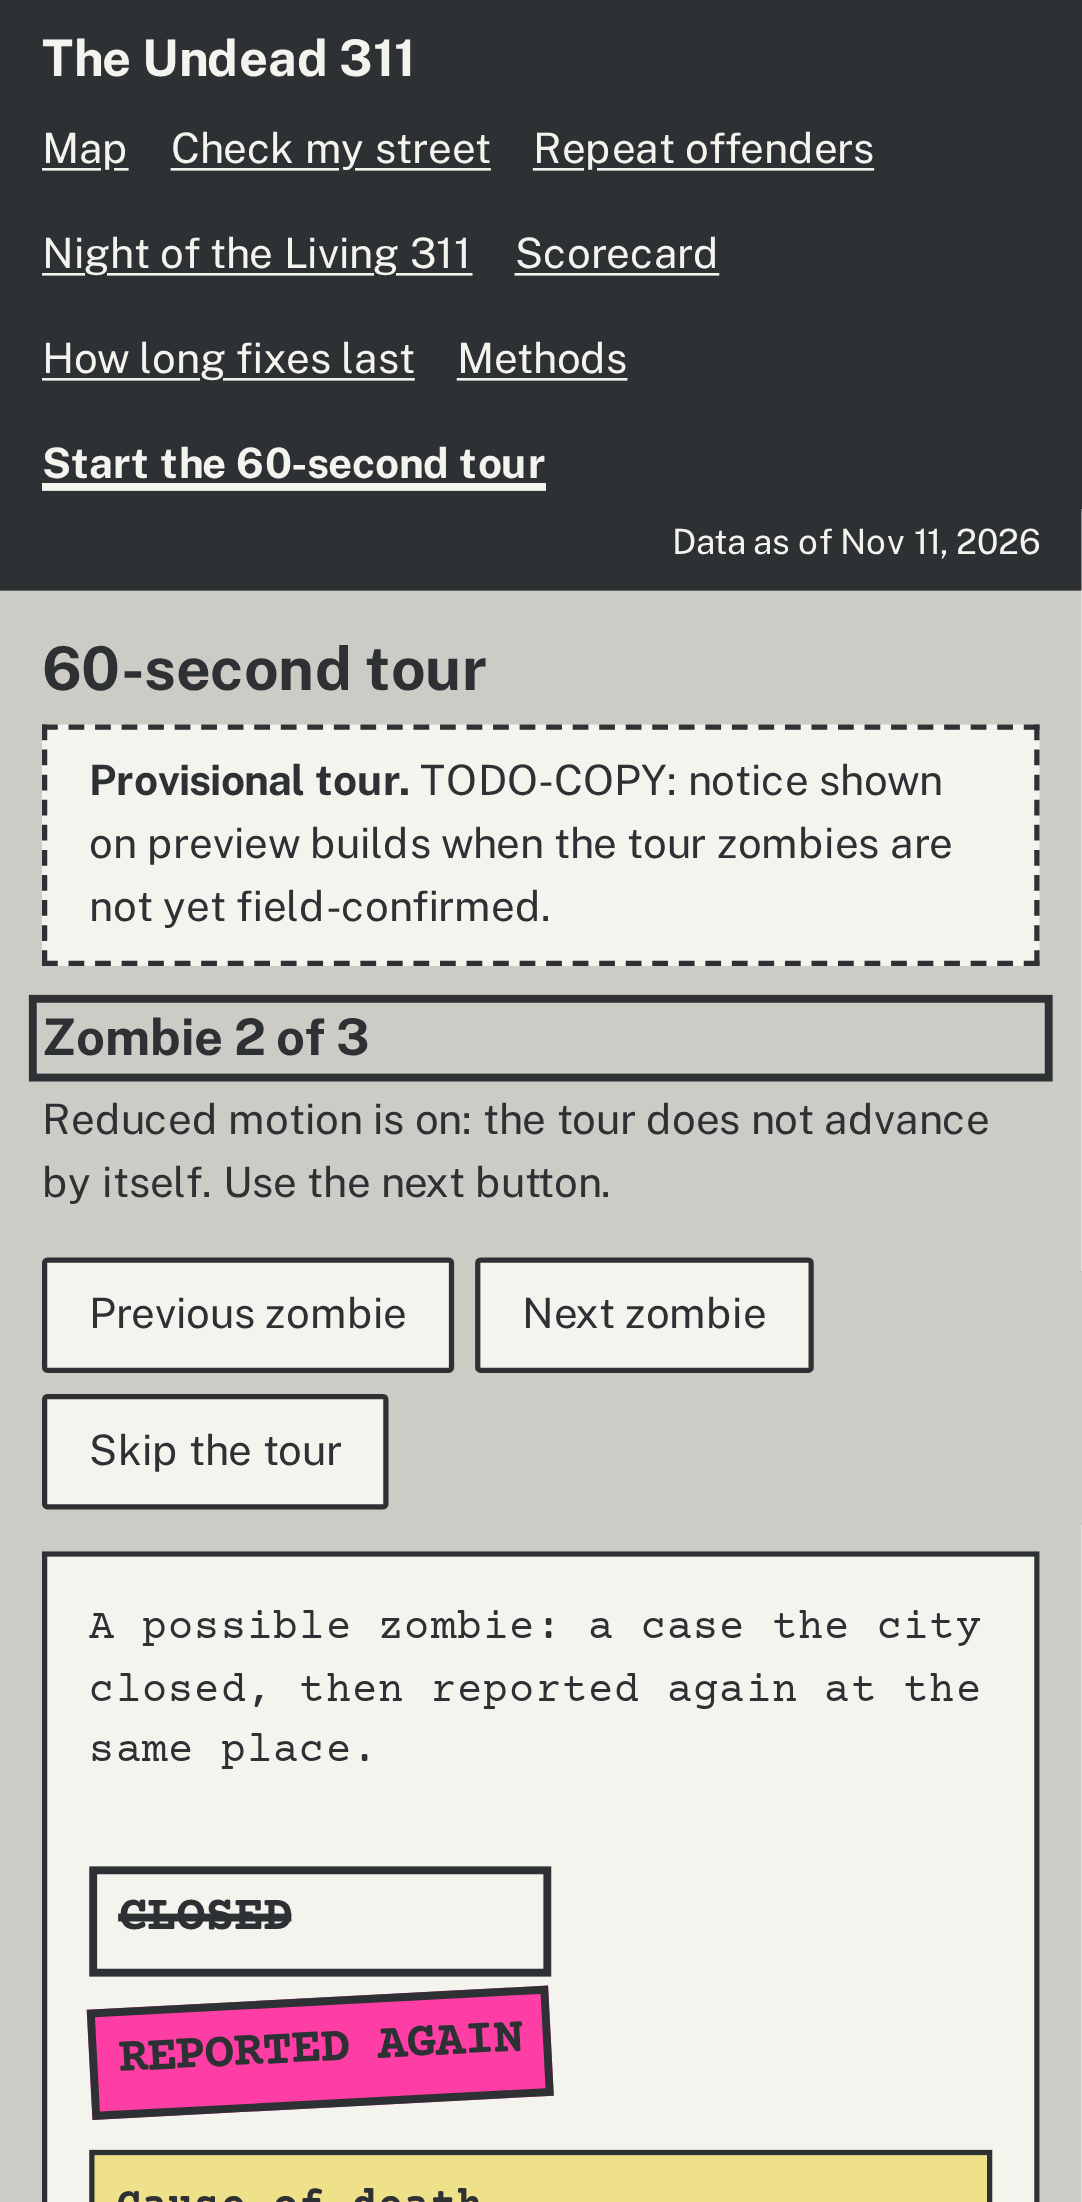 The Undead 311
Map Check my street Repeat offenders
Night of the Living 311 Scorecard
How long fixes last Methods
Start the 60-second tour
Data as of Nov 11, 2026
60-second tour
Provisional tour. TODO-COPY: notice shown
on preview builds when the tour zombies are
not yet field-confirmed.
Zombie 2 of 3
Reduced motion is on: the tour does not advance
by itself. Use the next button.
Previous zombie Next zombie
Skip the tour
A possible zombie: a case the city
closed, then reported again at the
same place.
CLOSED
REPORTED AGAIN
Cause of death